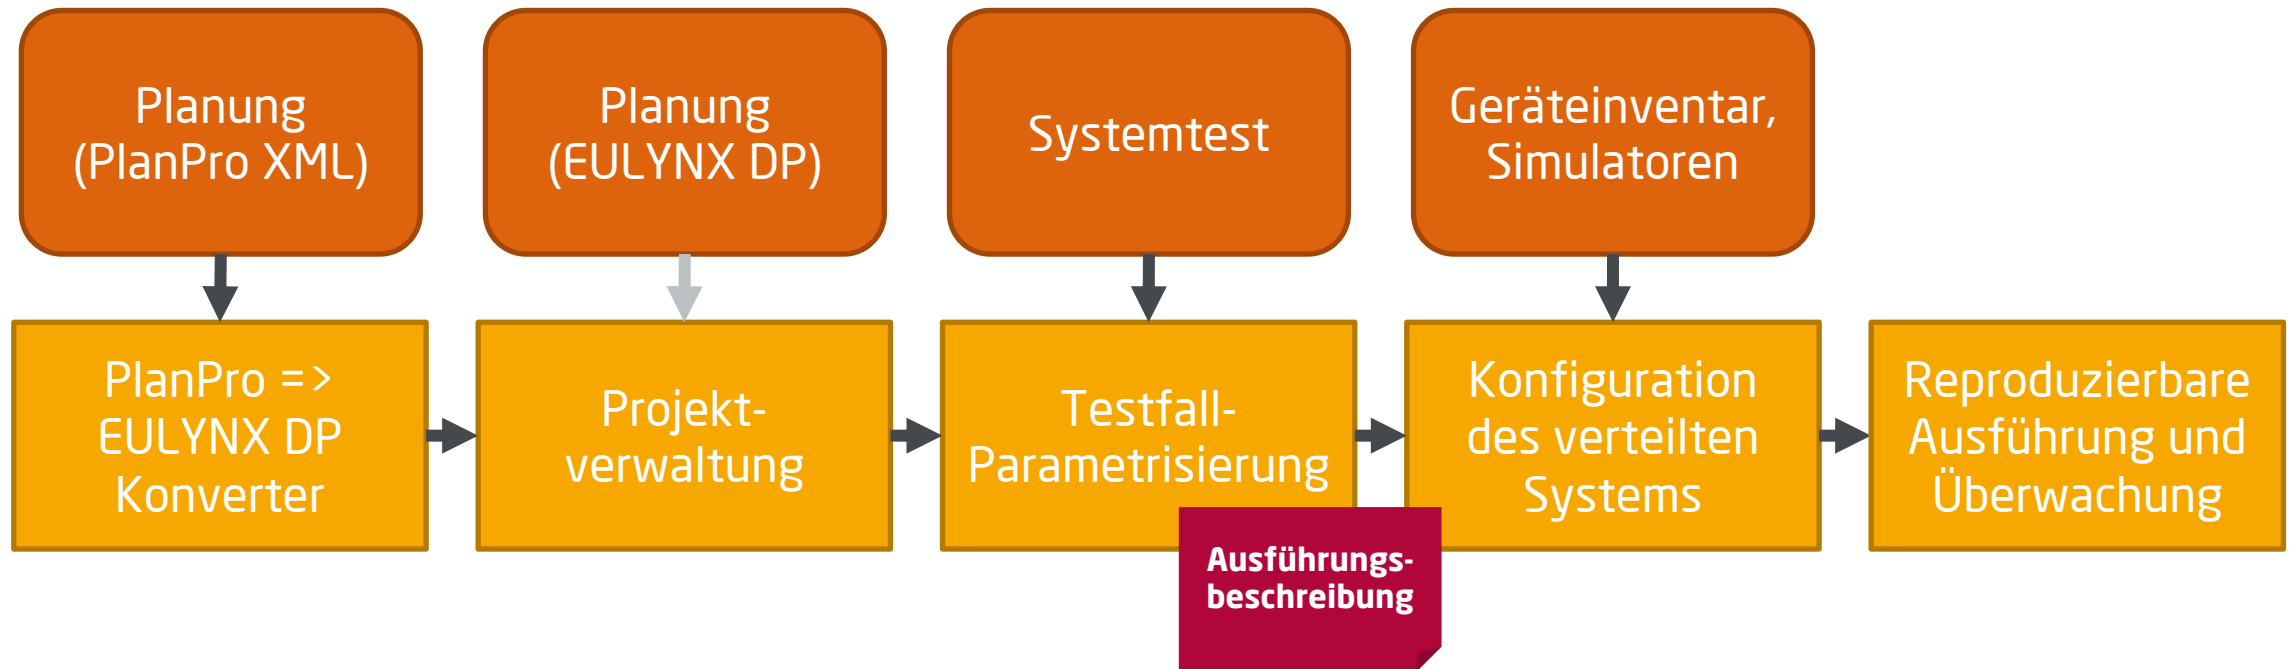 Planung
(PlanPro XML)
Planung
(EULYNX DP)
Systemtest
Geräteinventar,
Simulatoren
PlanPro =>
EULYNX DP
Konverter
Projekt-
verwaltung
Testfall-
Parametrisierung
Konfiguration
des verteilten
Systems
Reproduzierbare
Ausführung und
Überwachung
Ausführungs-
beschreibung